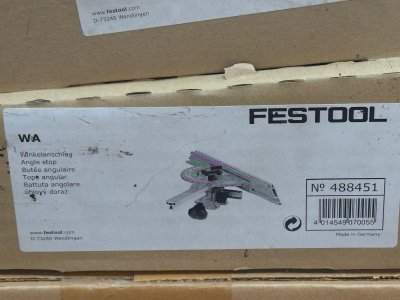 www.festool.com
D-73240 Wendlingen
FESTOOL
WA
Winkelanschlag
Angle stop
Butée angulaire
Tope angular
Battuta angolare
úhlový doraz
Nº 488451
4 014549 070055
Made in Germany
www.festool.com
D-73240 Wendlingen